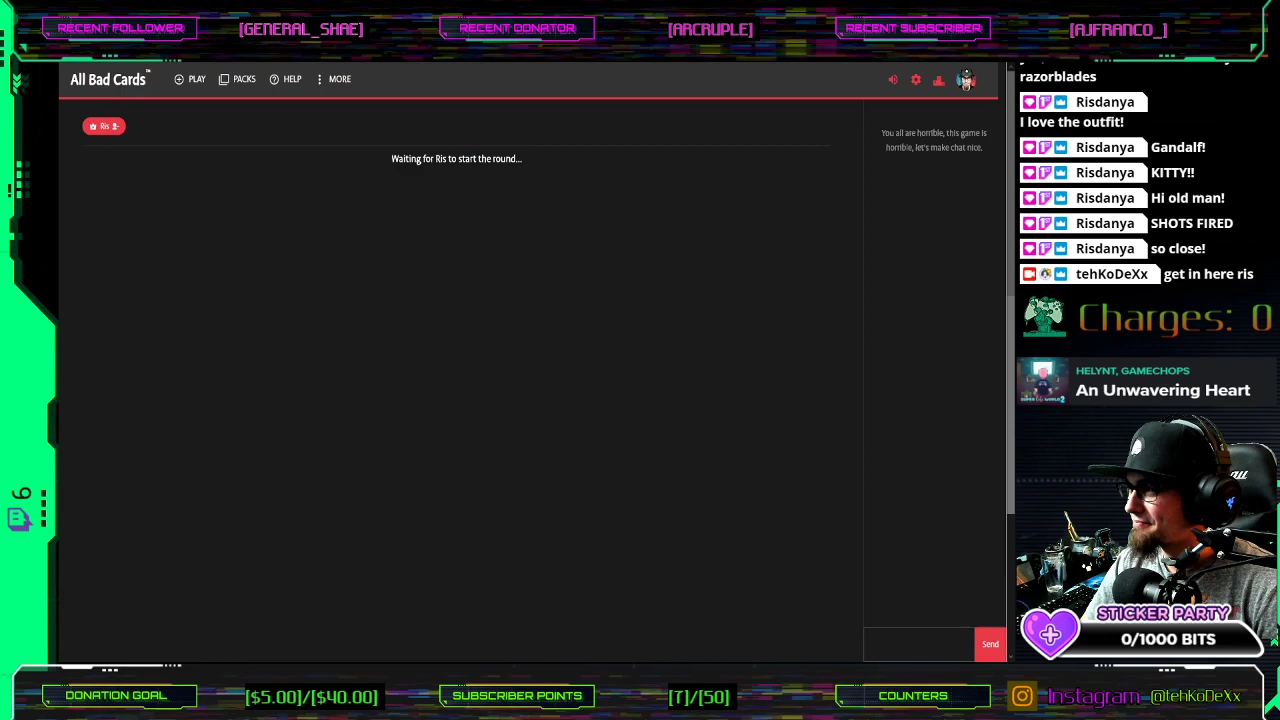 RECENT FOLLOWER [GENERAL_SHAE] RECENT DONATOR [ARCRUPLE] RECENT SUBSCRIBER [AJFRANCO_]
All Bad Cards™ PLAY PACKS HELP MORE
Ris
Waiting for Ris to start the round...
You all are horrible, this game is
horrible, let's make chat nice.
Send
razorblades
Risdanya
I love the outfit!
Risdanya Gandalf!
Risdanya KITTY!!
Risdanya Hi old man!
Risdanya SHOTS FIRED
Risdanya so close!
tehKoDeXx get in here ris
Charges: 0
HELYNT, GAMECHOPS
An Unwavering Heart
6
STICKER PARTY
0/1000 BITS
DONATION GOAL [$5.00]/[$40.00] SUBSCRIBER POINTS [7]/[50] COUNTERS Instagram @tehKoDeXx